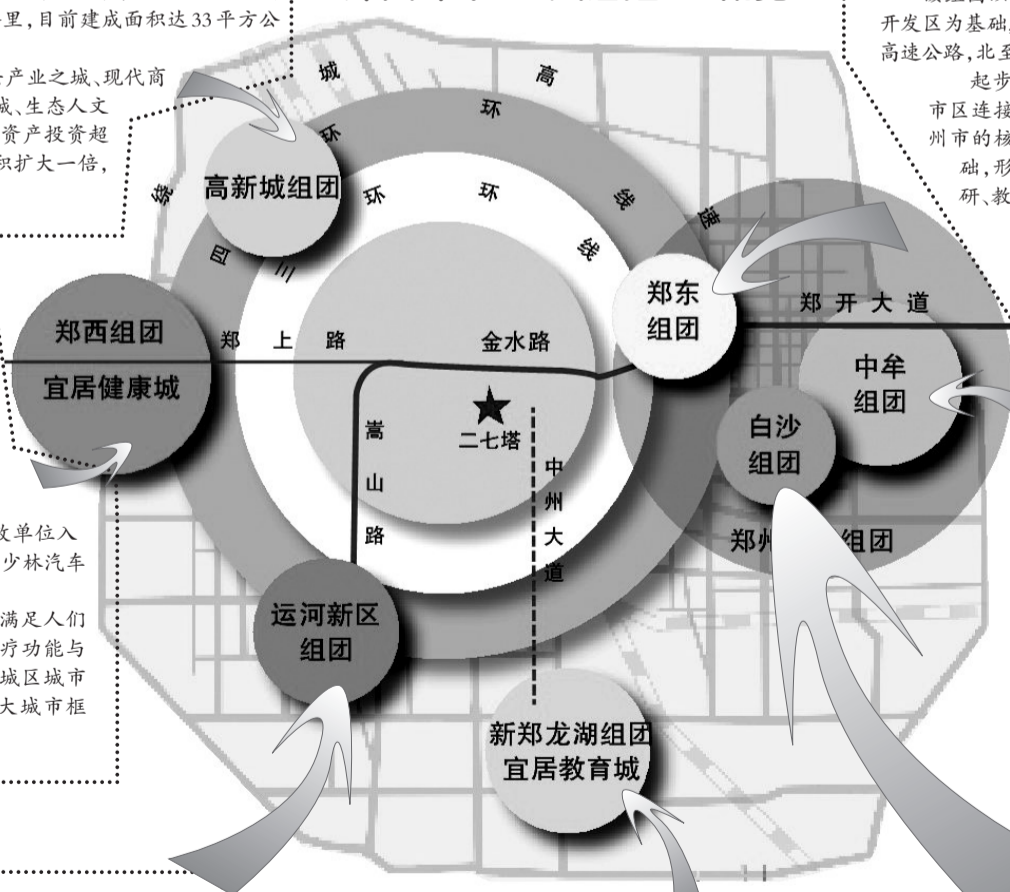 里,目前建成面积达33平方公
产业之城、现代商
城、生态人文
资产投资超
积扩大一倍,
开发区为基础,
高速公路,北至
起步
市区连接
州市的核
础,形
研、教
绕 城 高 速
四 环 环 线
三 环 环 线
高新城组团
郑西组团
宜居健康城
郑上路
金水路
郑东
组团
郑开大道
中牟
组团
白沙
组团
二七塔
嵩山路
中州大道
郑州 组团
运河新区
组团
新郑龙湖组团
宜居教育城
政单位入
少林汽车
满足人们
疗功能与
城区城市
大城市框